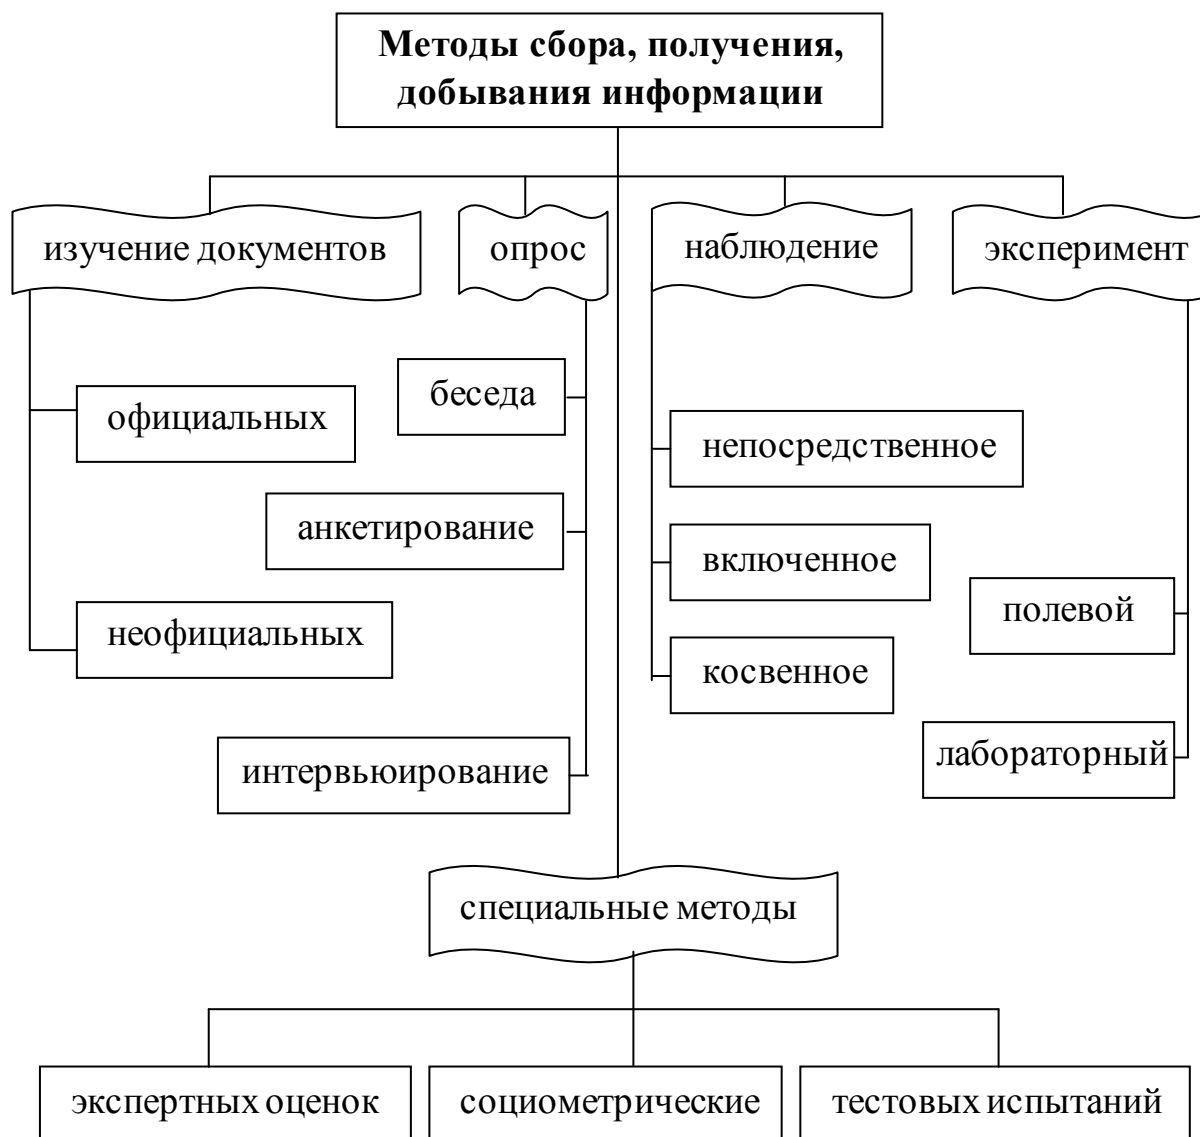 Методы сбора, получения,
добывания информации
изучение документов
опрос
наблюдение
эксперимент
официальных
неофициальных
беседа
анкетирование
интервьюирование
непосредственное
включенное
косвенное
полевой
лабораторный
специальные методы
экспертных оценок
социометрические
тестовых испытаний